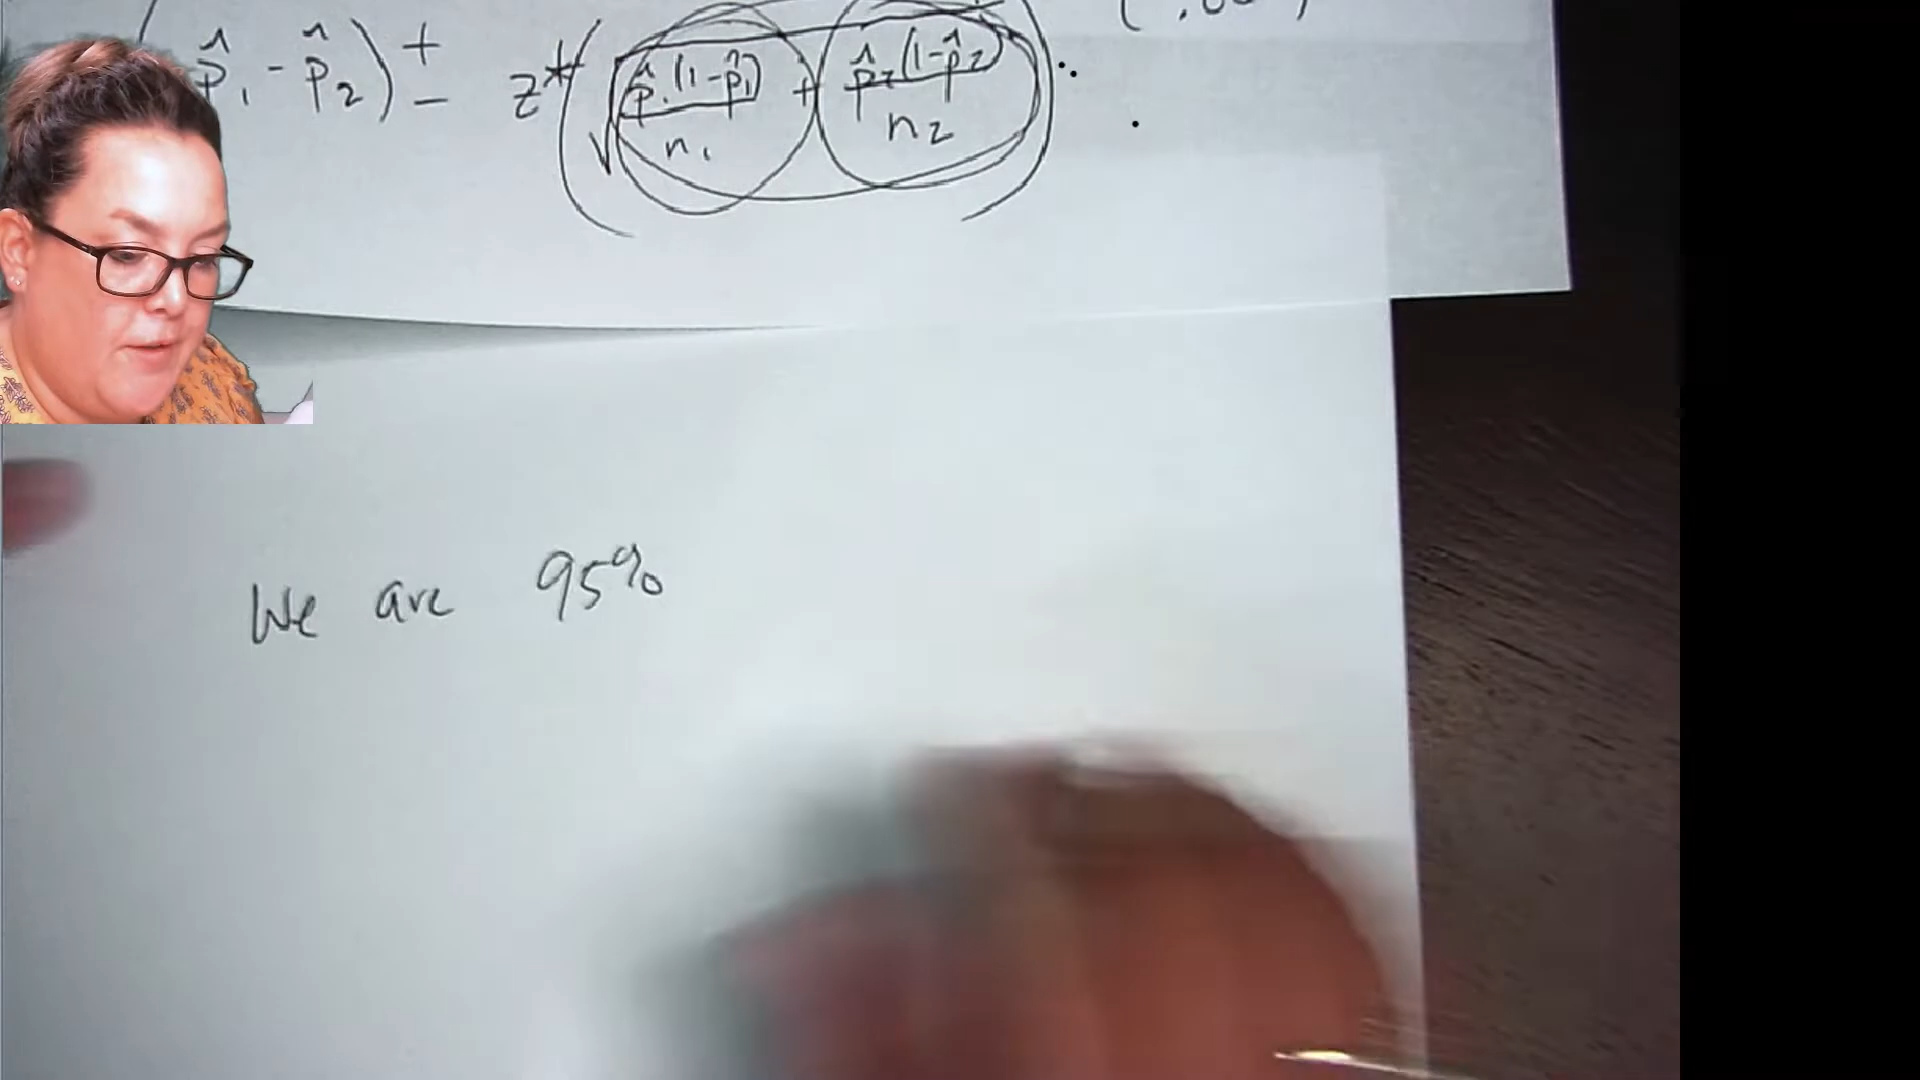 (p̂₁ - p̂₂) ± z*(√(p̂₁(1-p̂₁)/n₁ + p̂₂(1-p̂₂)/n₂))
We are 95%